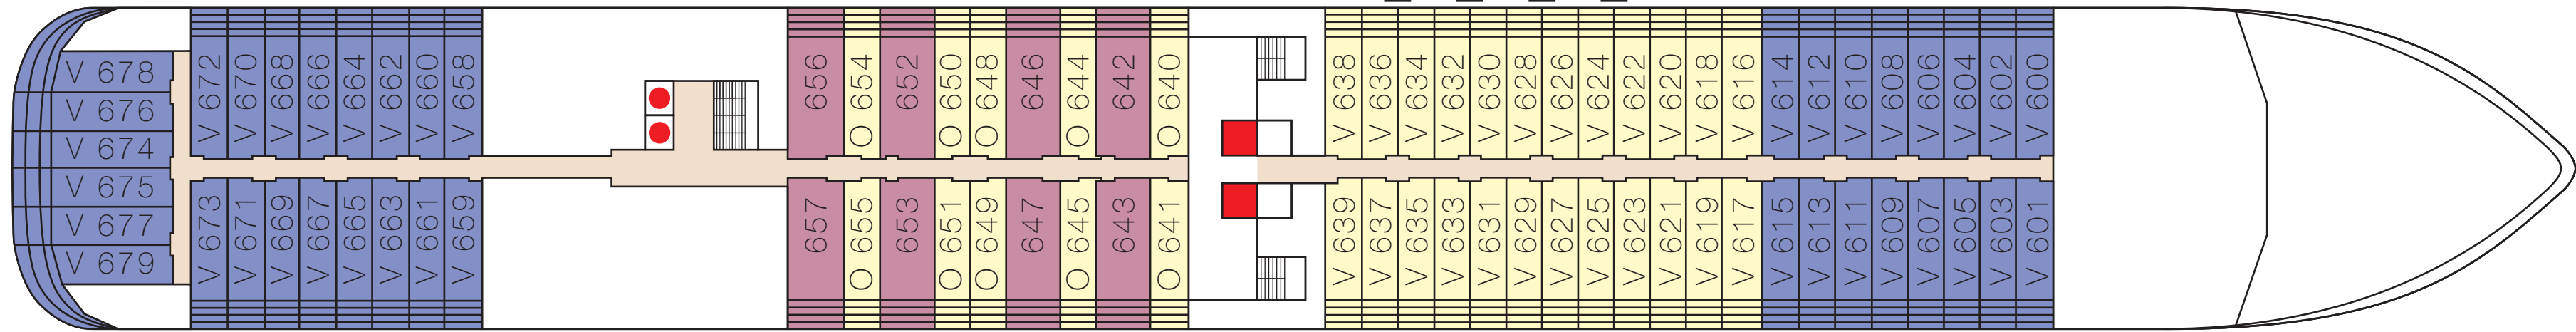 V 678
V 676
V 674
V 675
V 677
V 679
V 672
V 670
V 668
V 666
V 664
V 662
V 660
V 658
656
O 654
652
O 650
O 648
646
O 644
642
O 640
V 638
V 636
V 634
V 632
V 630
V 628
V 626
V 624
V 622
V 620
V 618
V 616
V 614
V 612
V 610
V 608
V 606
V 604
V 602
V 600
V 673
V 671
V 669
V 667
V 665
V 663
V 661
V 659
657
O 655
653
O 651
O 649
647
O 645
643
O 641
V 639
V 637
V 635
V 633
V 631
V 629
V 627
V 625
V 623
V 621
V 619
V 617
V 615
V 613
V 611
V 609
V 607
V 605
V 603
V 601